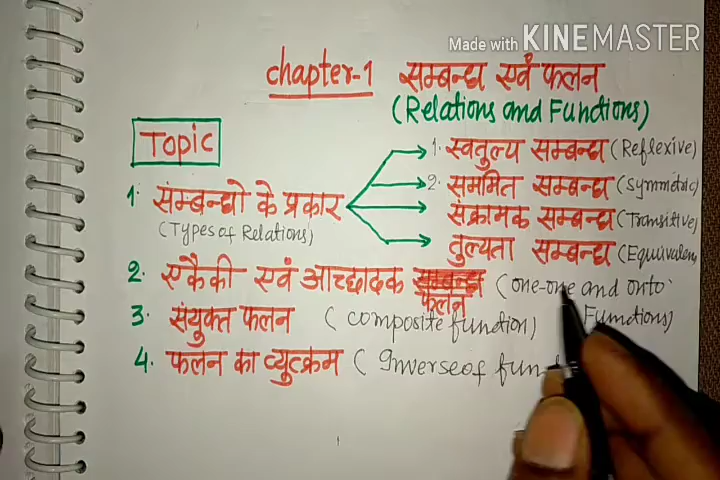 Made with KINEMASTER
chapter-1 सम्बन्ध एवं फलन
(Relations and Functions)
Topic
1. संम्बन्धो के प्रकार
(Types of Relations)
1. स्वतुल्य सम्बन्ध (Reflexive)
2. सममित सम्बन्ध (Symmetric)
संक्रामक सम्बन्ध (Transitive)
तुल्यता सम्बन्ध
2. एकैकी एवं आच्छादक सम्बन्ध (one-one and onto
फलन Functions)
3. संयुक्त फलन (composite function)
4. फलन का व्युत्क्रम (Inverse of